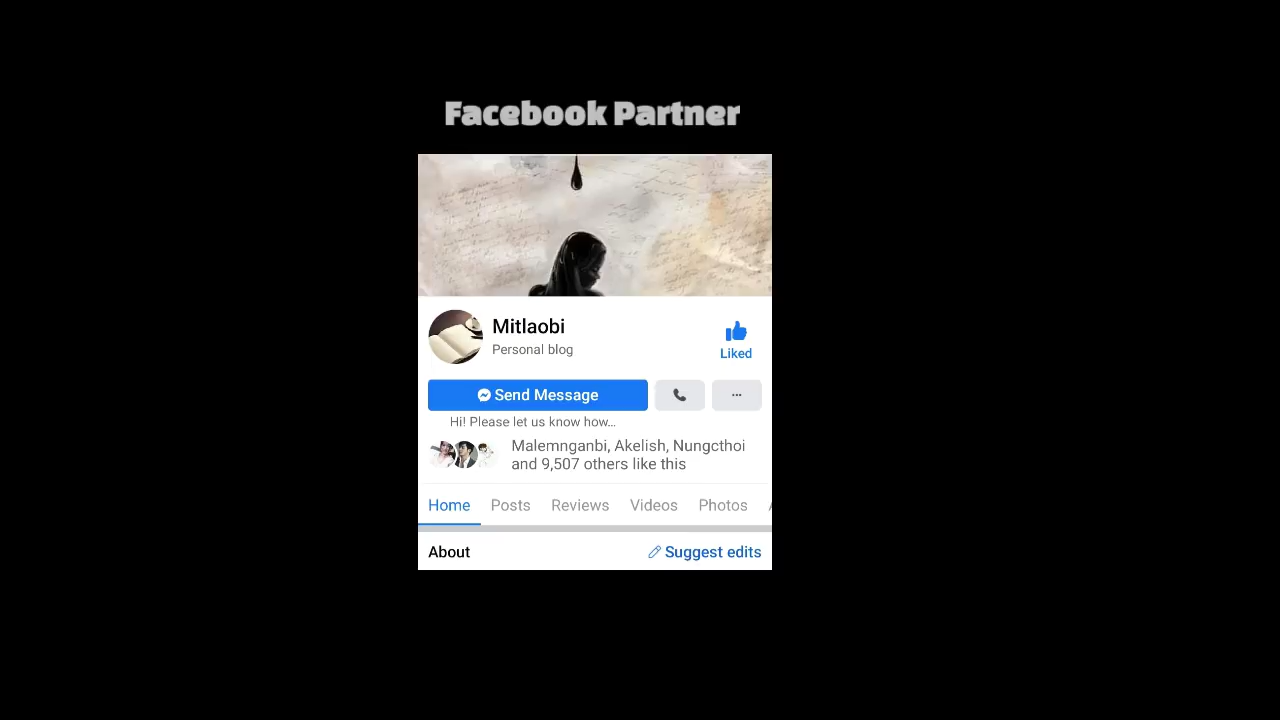 Facebook Partner
Mitlaobi
Personal blog
Liked
Send Message
Hi! Please let us know how...
Malemnganbi, Akelish, Nungcthoi
and 9,507 others like this
Home Posts Reviews Videos Photos
About Suggest edits